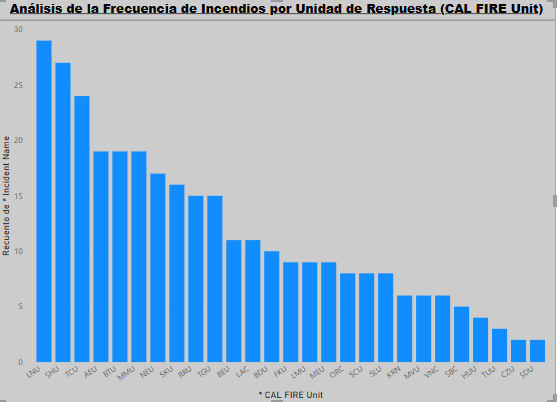 Análisis de la Frecuencia de Incendios por Unidad de Respuesta (CAL FIRE Unit)
30
25
20
15
10
5
0
Recuento de * Incident Name
LNU SHU TCU AEU BTU MMU NEU SKU RRU TGU BEU LAC BDU FKU LMU MEU ORC SCU SLU KRN MVU VNC SBC HUU TUU CZU SDU
* CAL FIRE Unit